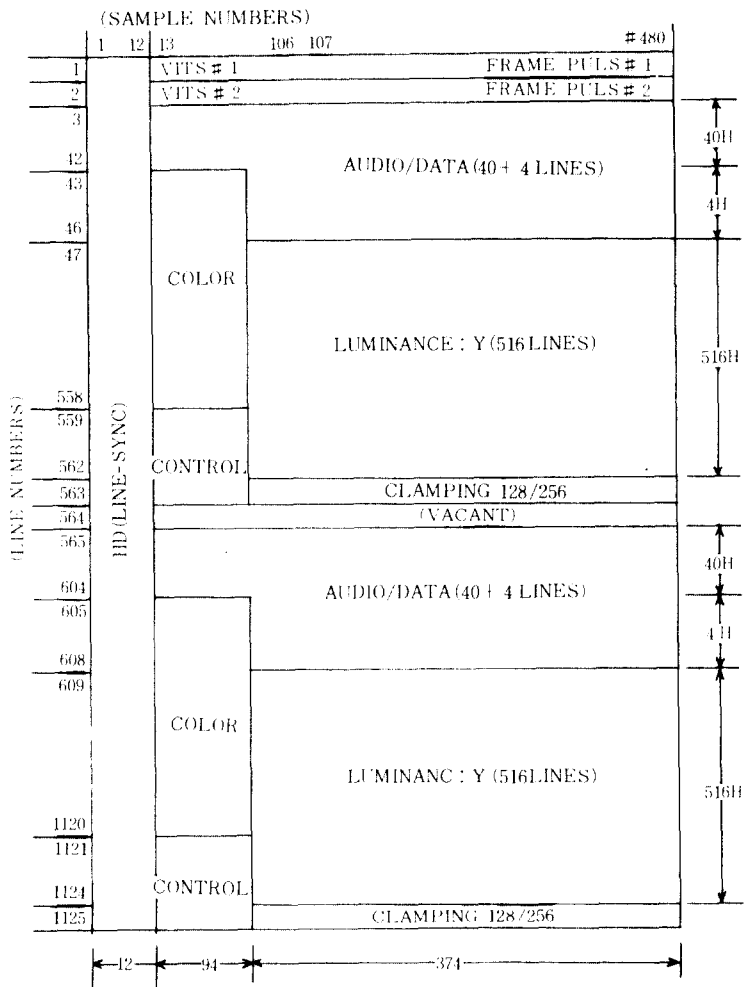 (SAMPLE NUMBERS)
1 12 13 106 107 #480
1 VITS # 1 FRAME PULS # 1
2 VITS # 2 FRAME PULS # 2
3
40H
42 AUDIO/DATA (40 + 4 LINES)
43
4H
46
47
COLOR
LUMINANCE : Y (516 LINES)
516H
558
559
(LINE NUMBERS)
HD (LINE-SYNC)
562 CONTROL
563 CLAMPING 128/256
564 (VACANT)
565
40H
604 AUDIO/DATA (40 + 4 LINES)
605
4H
608
609
COLOR
LUMINANC : Y (516 LINES)
516H
1120
1121
1124 CONTROL
1125 CLAMPING 128/256
12 94 374